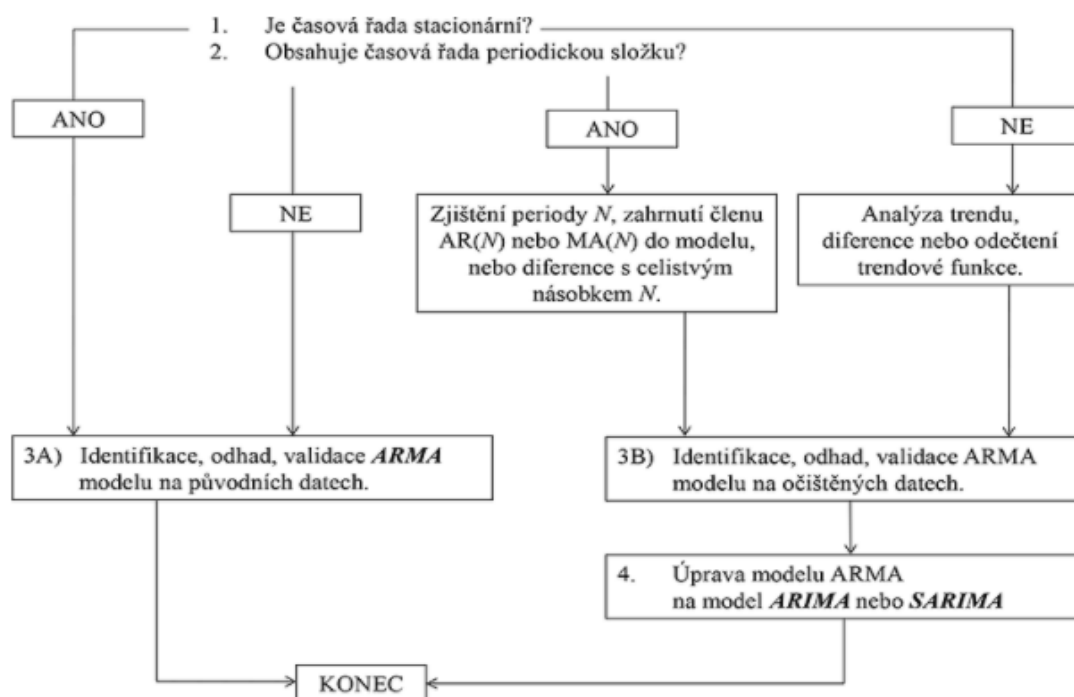 1. Je časová řada stacionární?
2. Obsahuje časová řada periodickou složku?
ANO
ANO
NE
NE
Zjištění periody N, zahrnutí členu
AR(N) nebo MA(N) do modelu,
nebo diference s celistvým
násobkem N.
Analýza trendu,
diference nebo odečtení
trendové funkce.
3A) Identifikace, odhad, validace ARMA
modelu na původních datech.
3B) Identifikace, odhad, validace ARMA
modelu na očištěných datech.
4. Úprava modelu ARMA
na model ARIMA nebo SARIMA
KONEC